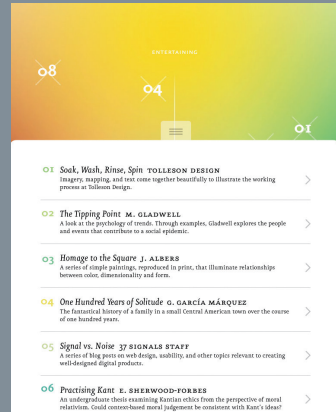 ENTERTAINING
08
04
01
01 Soak, Wash, Rinse, Spin TOLLESON DESIGN
Imagery, mapping, and text come together beautifully to illustrate the working
process at Tolleson Design.
02 The Tipping Point M. GLADWELL
A look at the psychology of trends. Through examples, Gladwell explores the people
and events that contribute to a social epidemic.
03 Homage to the Square J. ALBERS
A series of simple paintings, reproduced in print, that illuminate relationships
between color, dimensionality and form.
04 One Hundred Years of Solitude G. GARCÍA MÁRQUEZ
The fantastical history of a family in a small Central American town over the course
of one hundred years.
05 Signal vs. Noise 37 SIGNALS STAFF
A series of blog posts on web design, usability, and other topics relevant to creating
well-designed digital products.
06 Practising Kant E. SHERWOOD-FORBES
An undergraduate thesis examining Kantian ethics from the perspective of moral
relativism. Could context-based moral judgement be consistent with Kant's ideas?